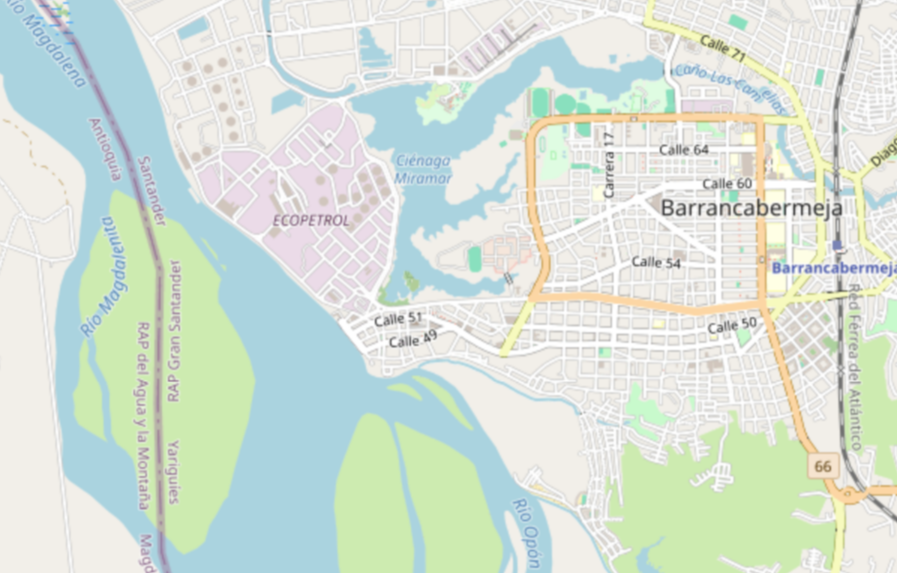 Río Magdalena
Calle 71
Caño Las Camelias
Antioquia
Santander
Ciénaga
Miramar
Carrera 17
Calle 64
Calle 60
ECOPETROL
Barrancabermeja
Río Magdalenita
Calle 54
Barrancabermeja
RAP Gran Santander
RAP del Agua y la Montaña
Calle 51
Calle 49
Calle 50
Red Férrea del Atlántico
Yariguíes
66
Río Opón
Magd